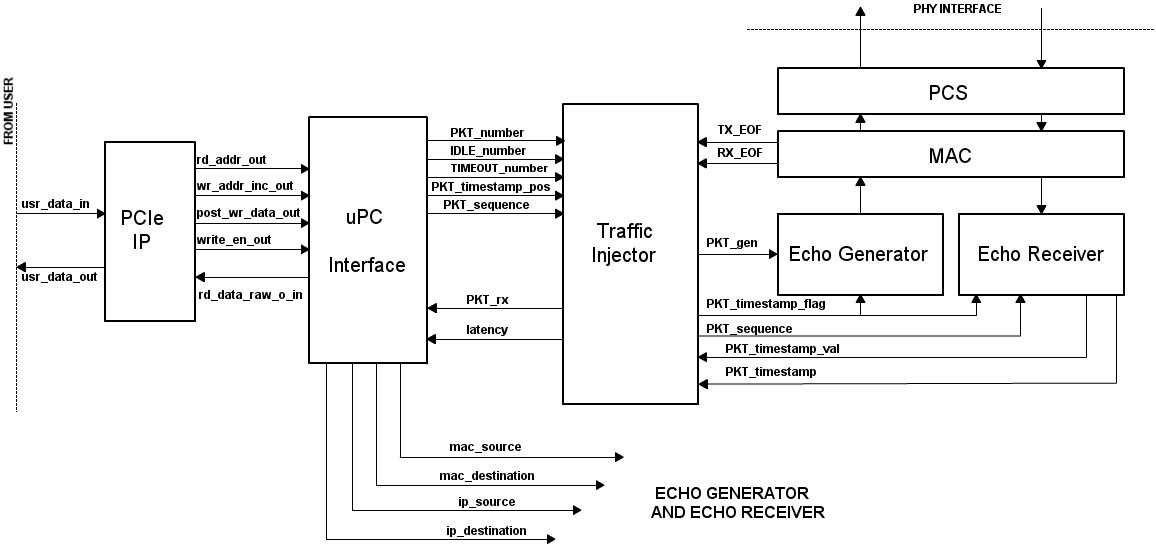 PHY INTERFACE
FROM USER
PCS
TX_EOF
RX_EOF
MAC
PKT_number
IDLE_number
TIMEOUT_number
PKT_timestamp_pos
PKT_sequence
rd_addr_out
wr_addr_inc_out
post_wr_data_out
write_en_out
rd_data_raw_o_in
usr_data_in
usr_data_out
PCIe
IP
uPC
Interface
Traffic
Injector
PKT_gen
Echo Generator
Echo Receiver
PKT_rx
latency
PKT_timestamp_flag
PKT_sequence
PKT_timestamp_val
PKT_timestamp
mac_source
mac_destination
ip_source
ip_destination
ECHO GENERATOR
AND ECHO RECEIVER